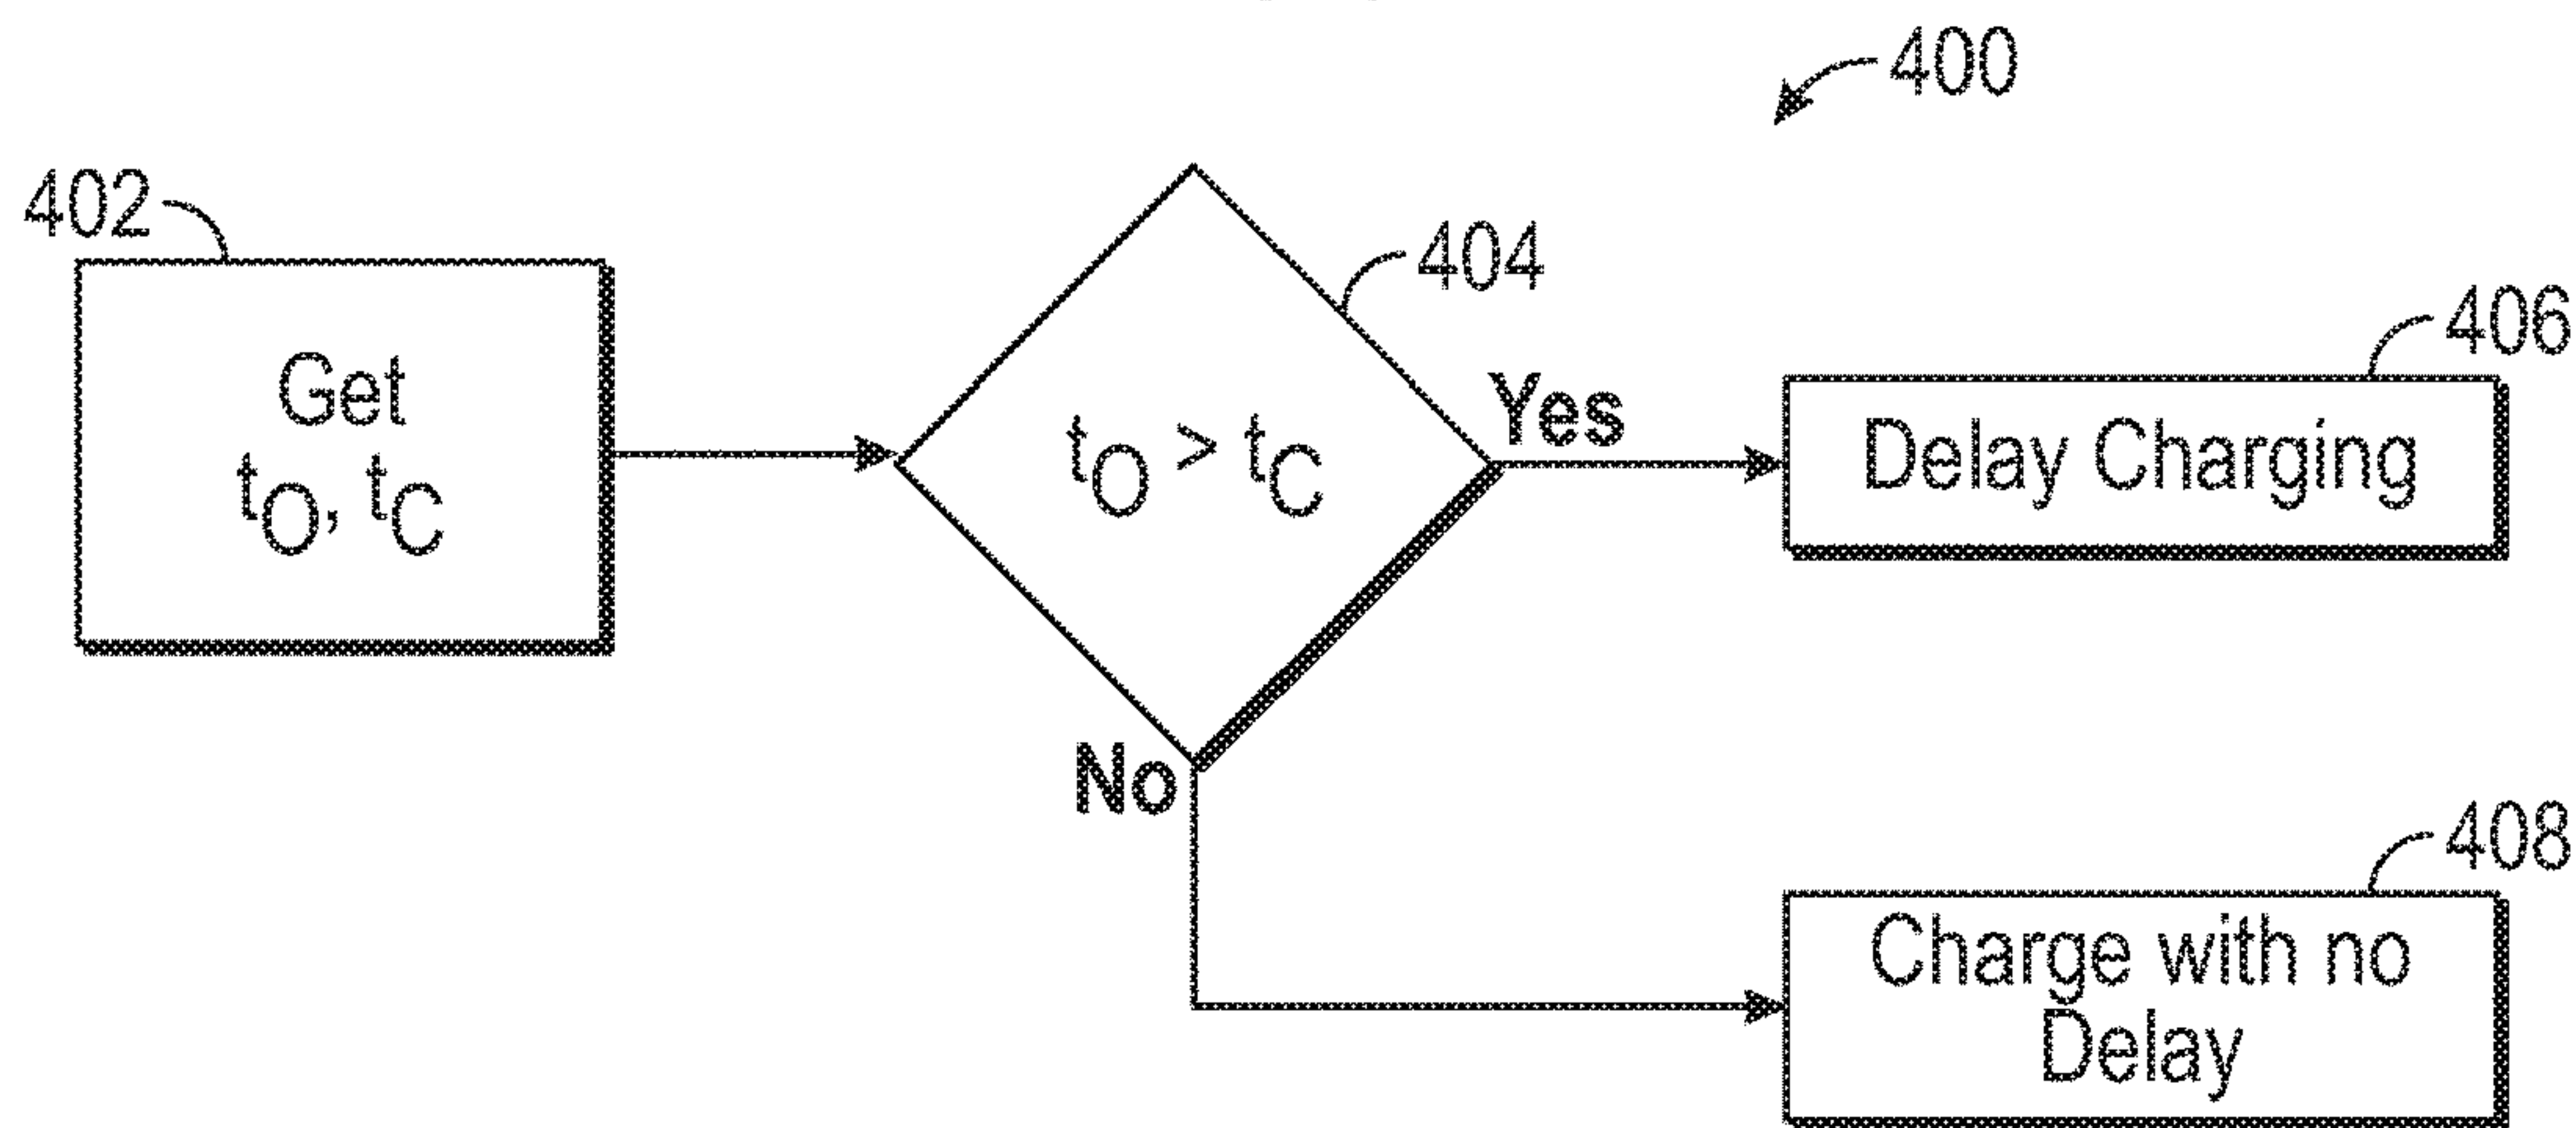 400
402
Get
tO, tC
404
tO > tC
Yes
406
Delay Charging
No
408
Charge with no
Delay